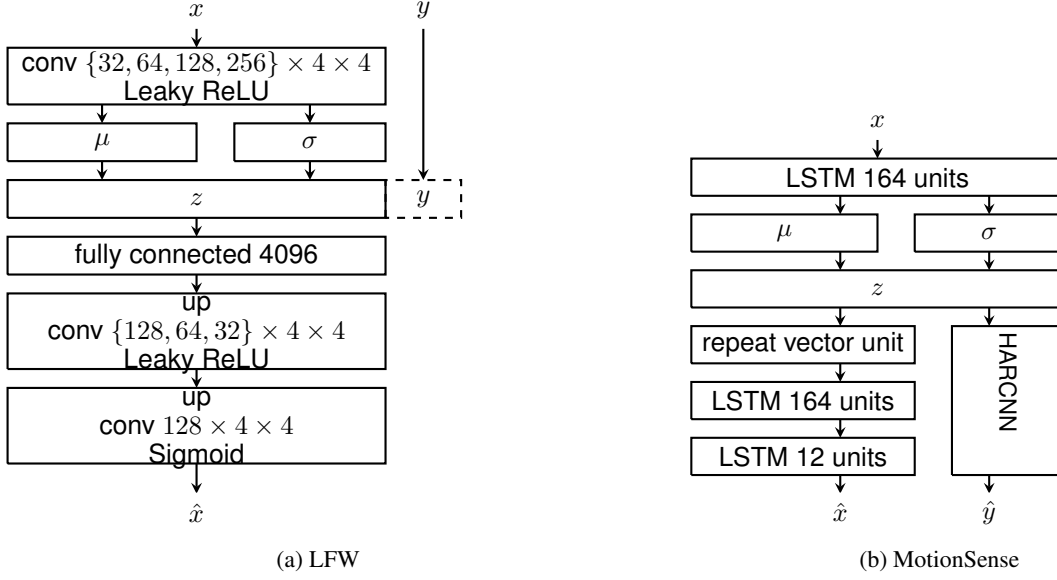 x
y
conv {32, 64, 128, 256} × 4 × 4
Leaky ReLU
μ
σ
z
y
fully connected 4096
up
conv {128, 64, 32} × 4 × 4
Leaky ReLU
up
conv 128 × 4 × 4
Sigmoid
x̂
(a) LFW
x
LSTM 164 units
μ
σ
z
repeat vector unit
LSTM 164 units
LSTM 12 units
HARCNN
x̂
ŷ
(b) MotionSense